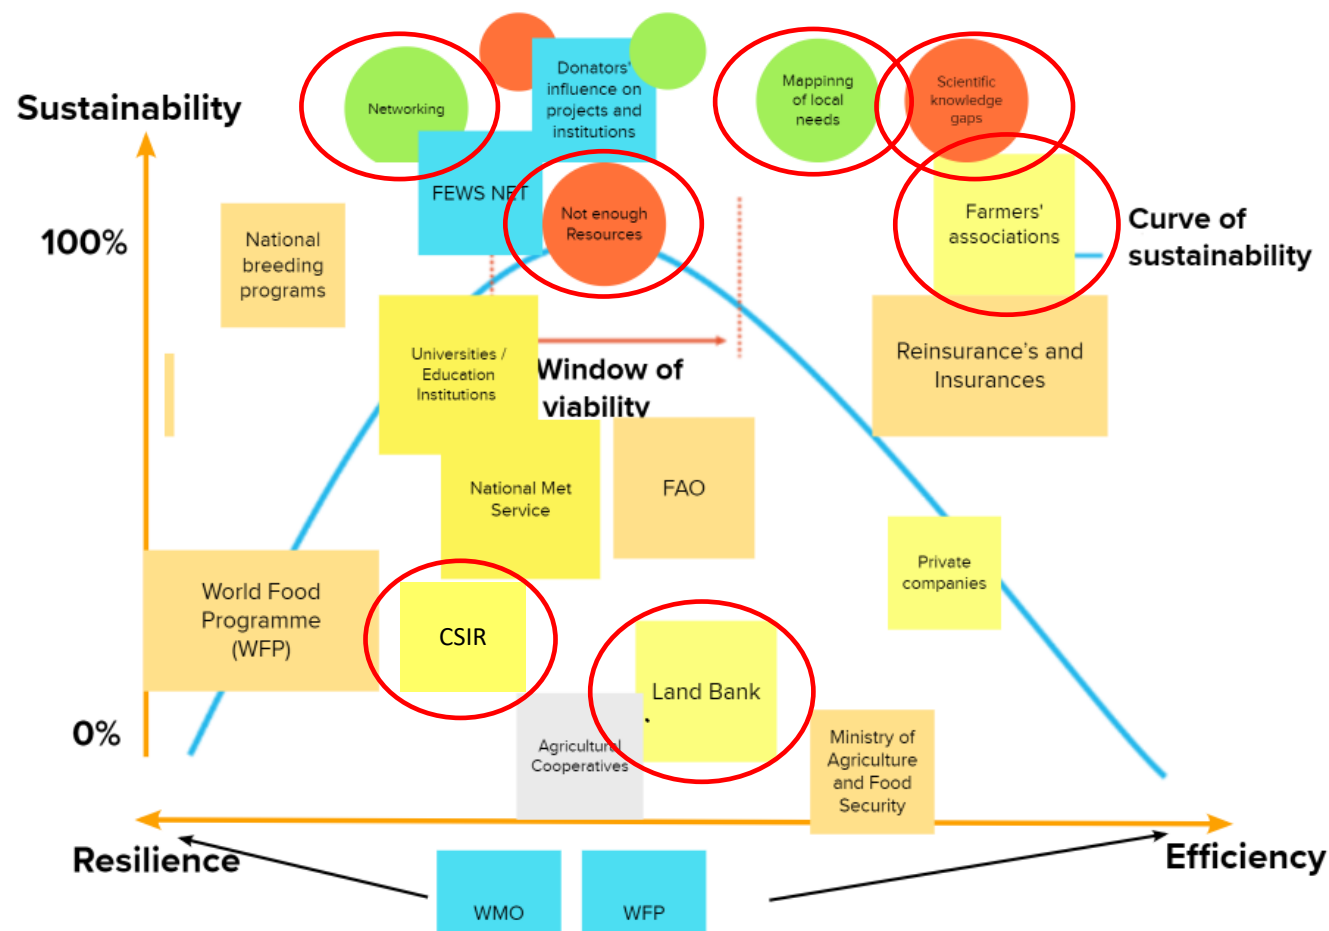 Sustainability
Networking
Donators'
influence on
projects and
institutions
Mappinng
of local
needs
Scientific
knowledge
gaps
FEWS NET
Not enough
Resources
Farmers'
associations
Curve of
sustainability
100%
National
breeding
programs
Universities /
Education
Institutions
Window of
viability
Reinsurance's and
Insurances
National Met
Service
FAO
Private
companies
World Food
Programme
(WFP)
CSIR
Land Bank
0%
Agricultural
Cooperatives
Ministry of
Agriculture
and Food
Security
Resilience
Efficiency
WMO
WFP